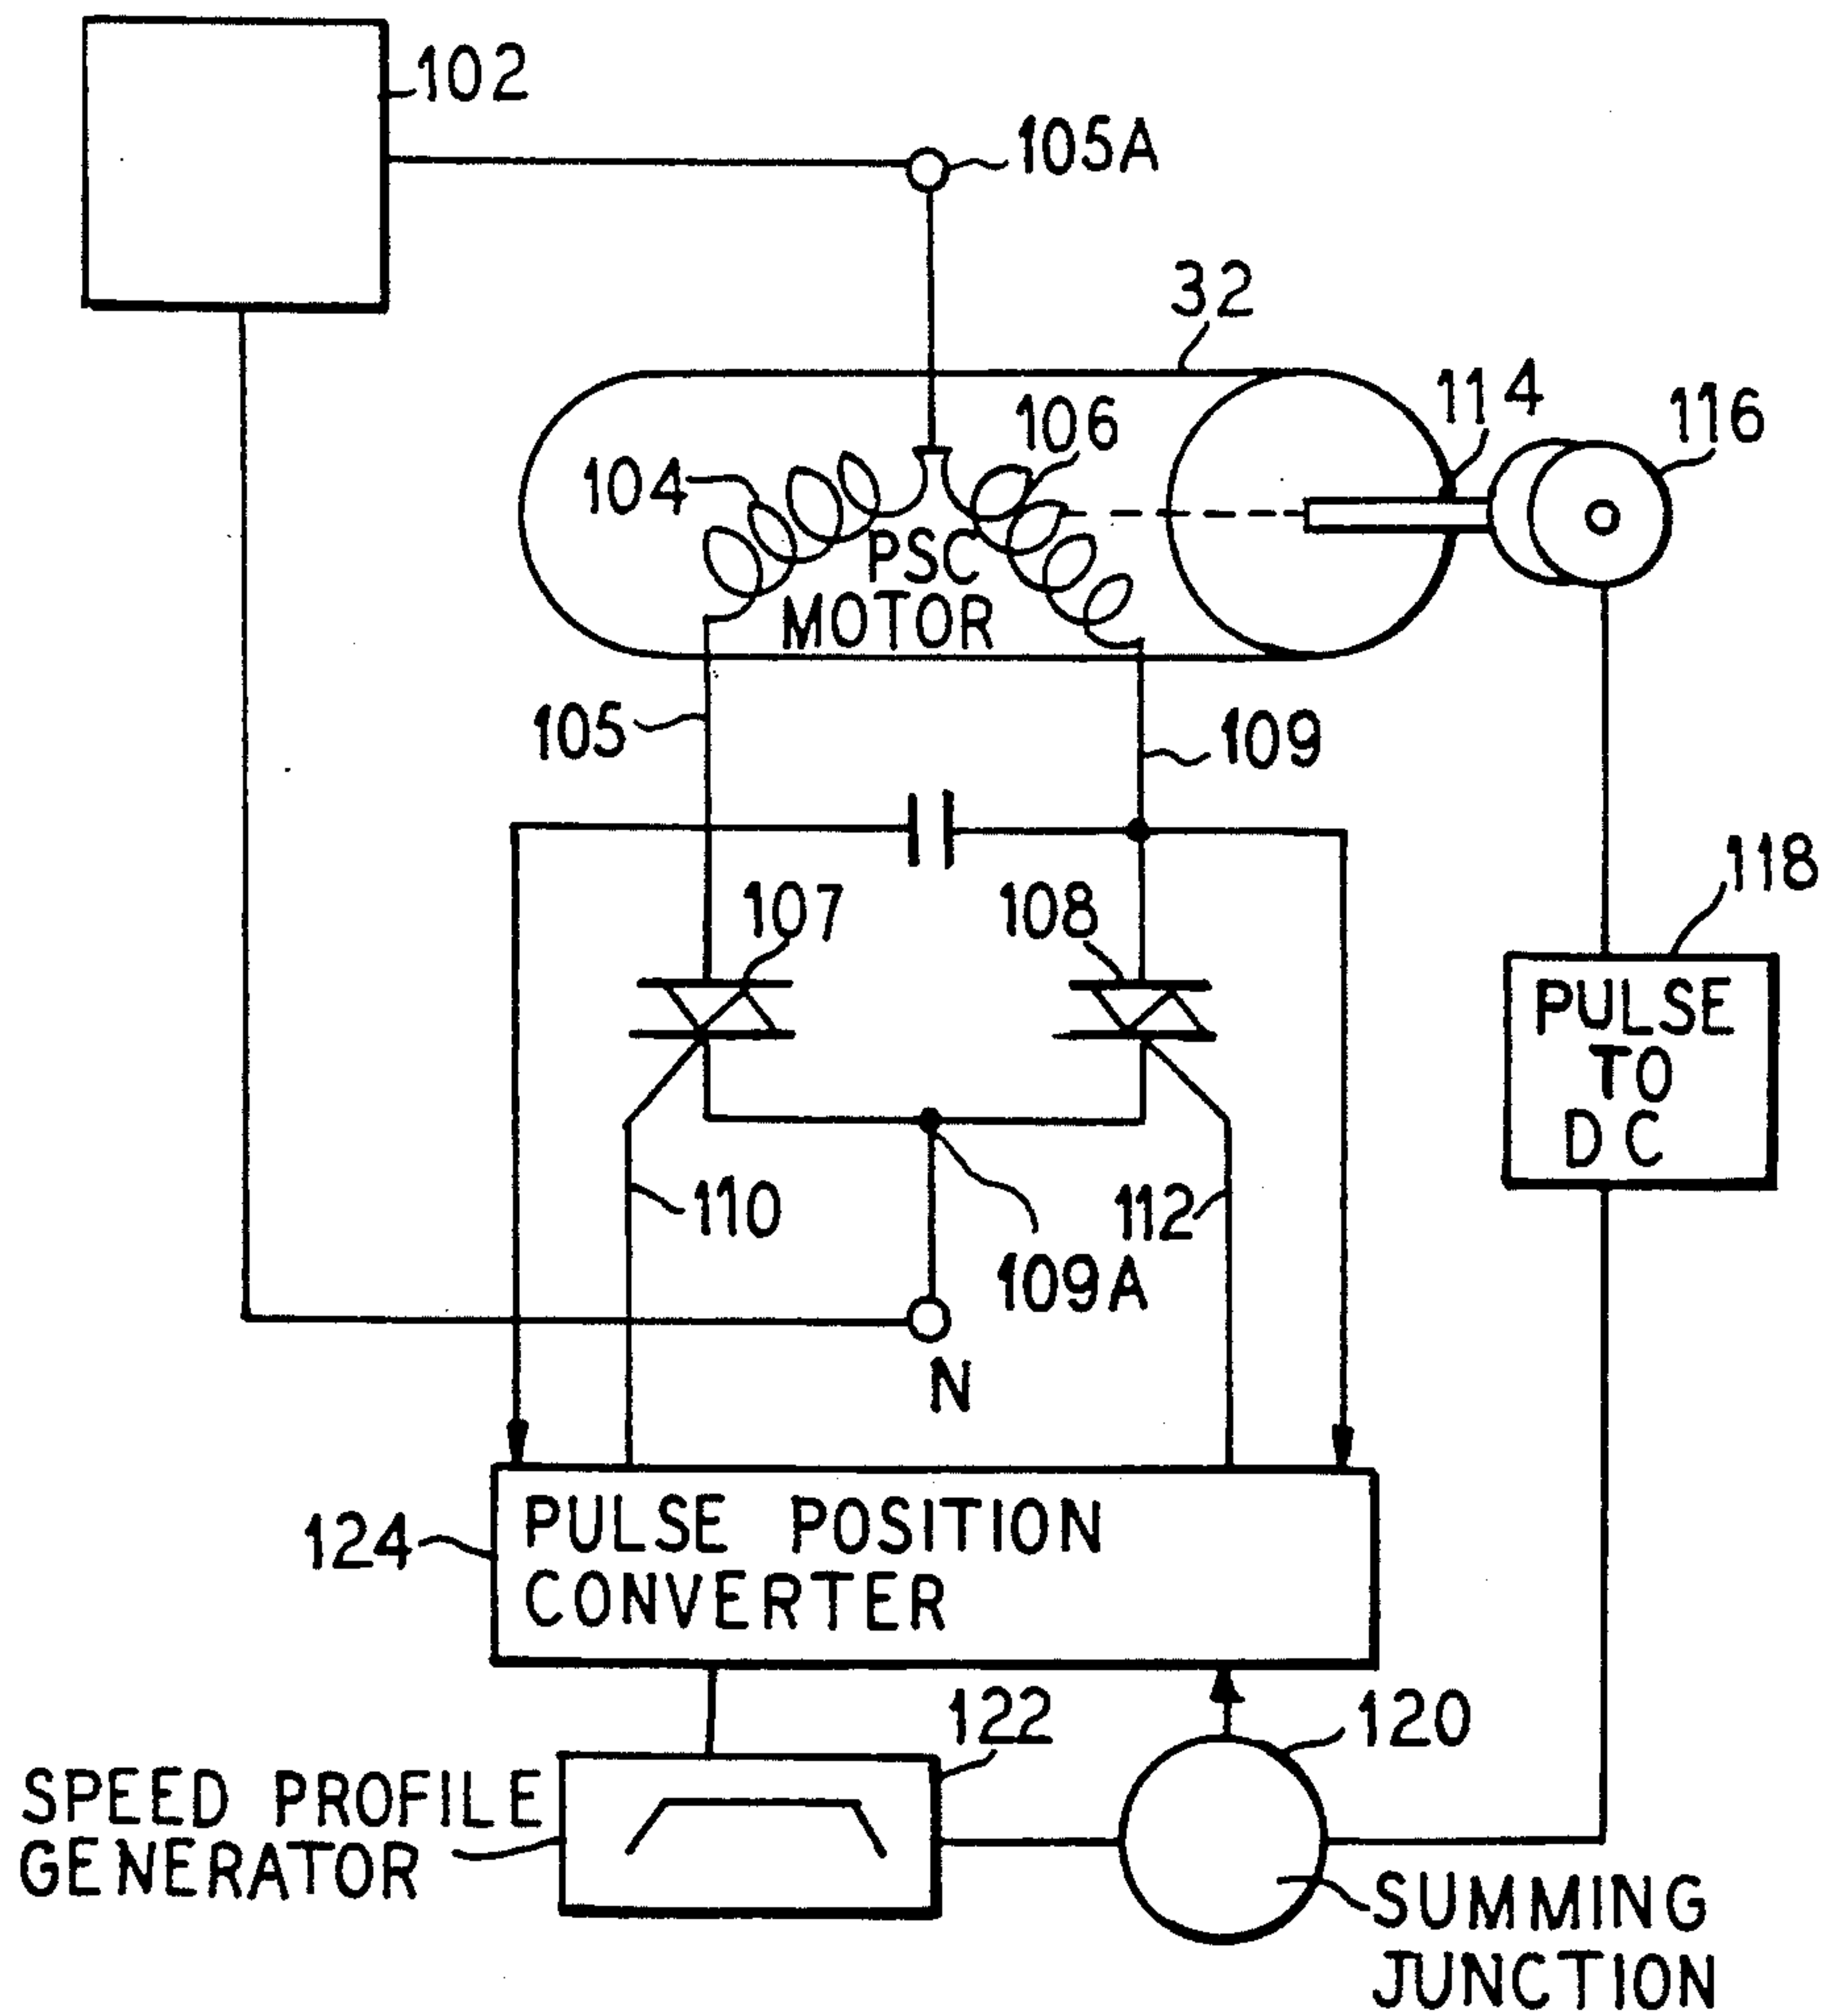 102
105A
32
114
116
106
104
PSC
MOTOR
105
109
118
107
108
PULSE
TO
DC
110
112
109A
N
PULSE POSITION
CONVERTER
124
122
120
SPEED PROFILE
GENERATOR
SUMMING
JUNCTION